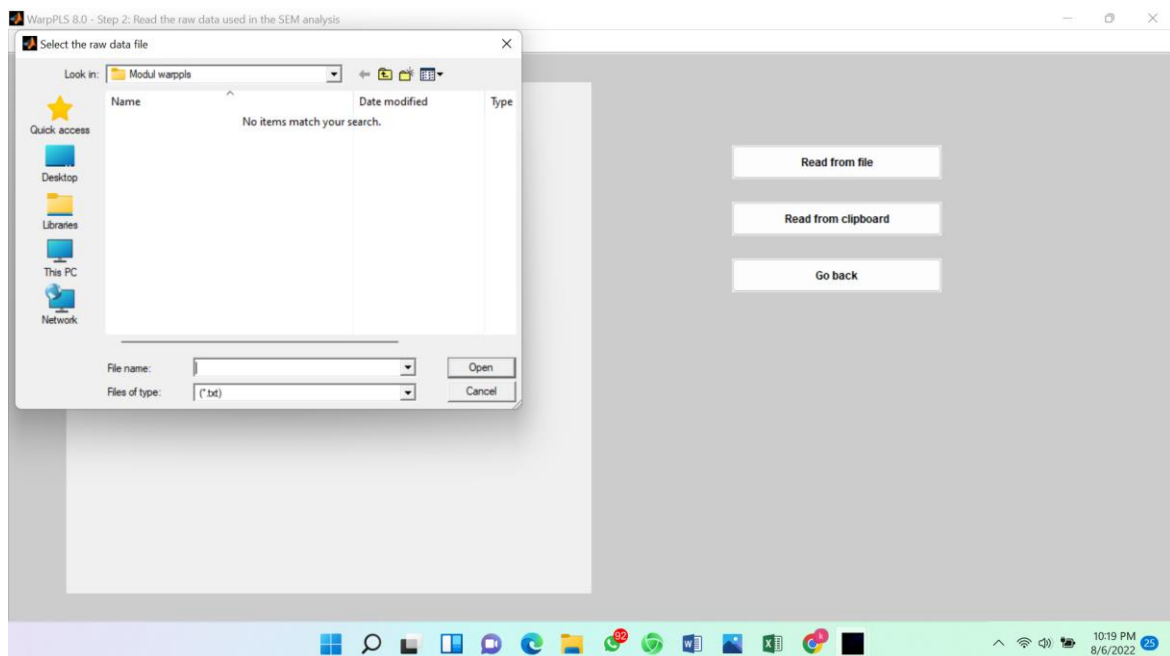 WarpPLS 8.0 - Step 2: Read the raw data used in the SEM analysis
Select the raw data file
Look in: Modul warppls
Name Date modified Type
No items match your search.
Quick access
Desktop
Libraries
This PC
Network
File name: Open
Files of type: (*.txt) Cancel
Read from file
Read from clipboard
Go back
92
10:19 PM
8/6/2022
25